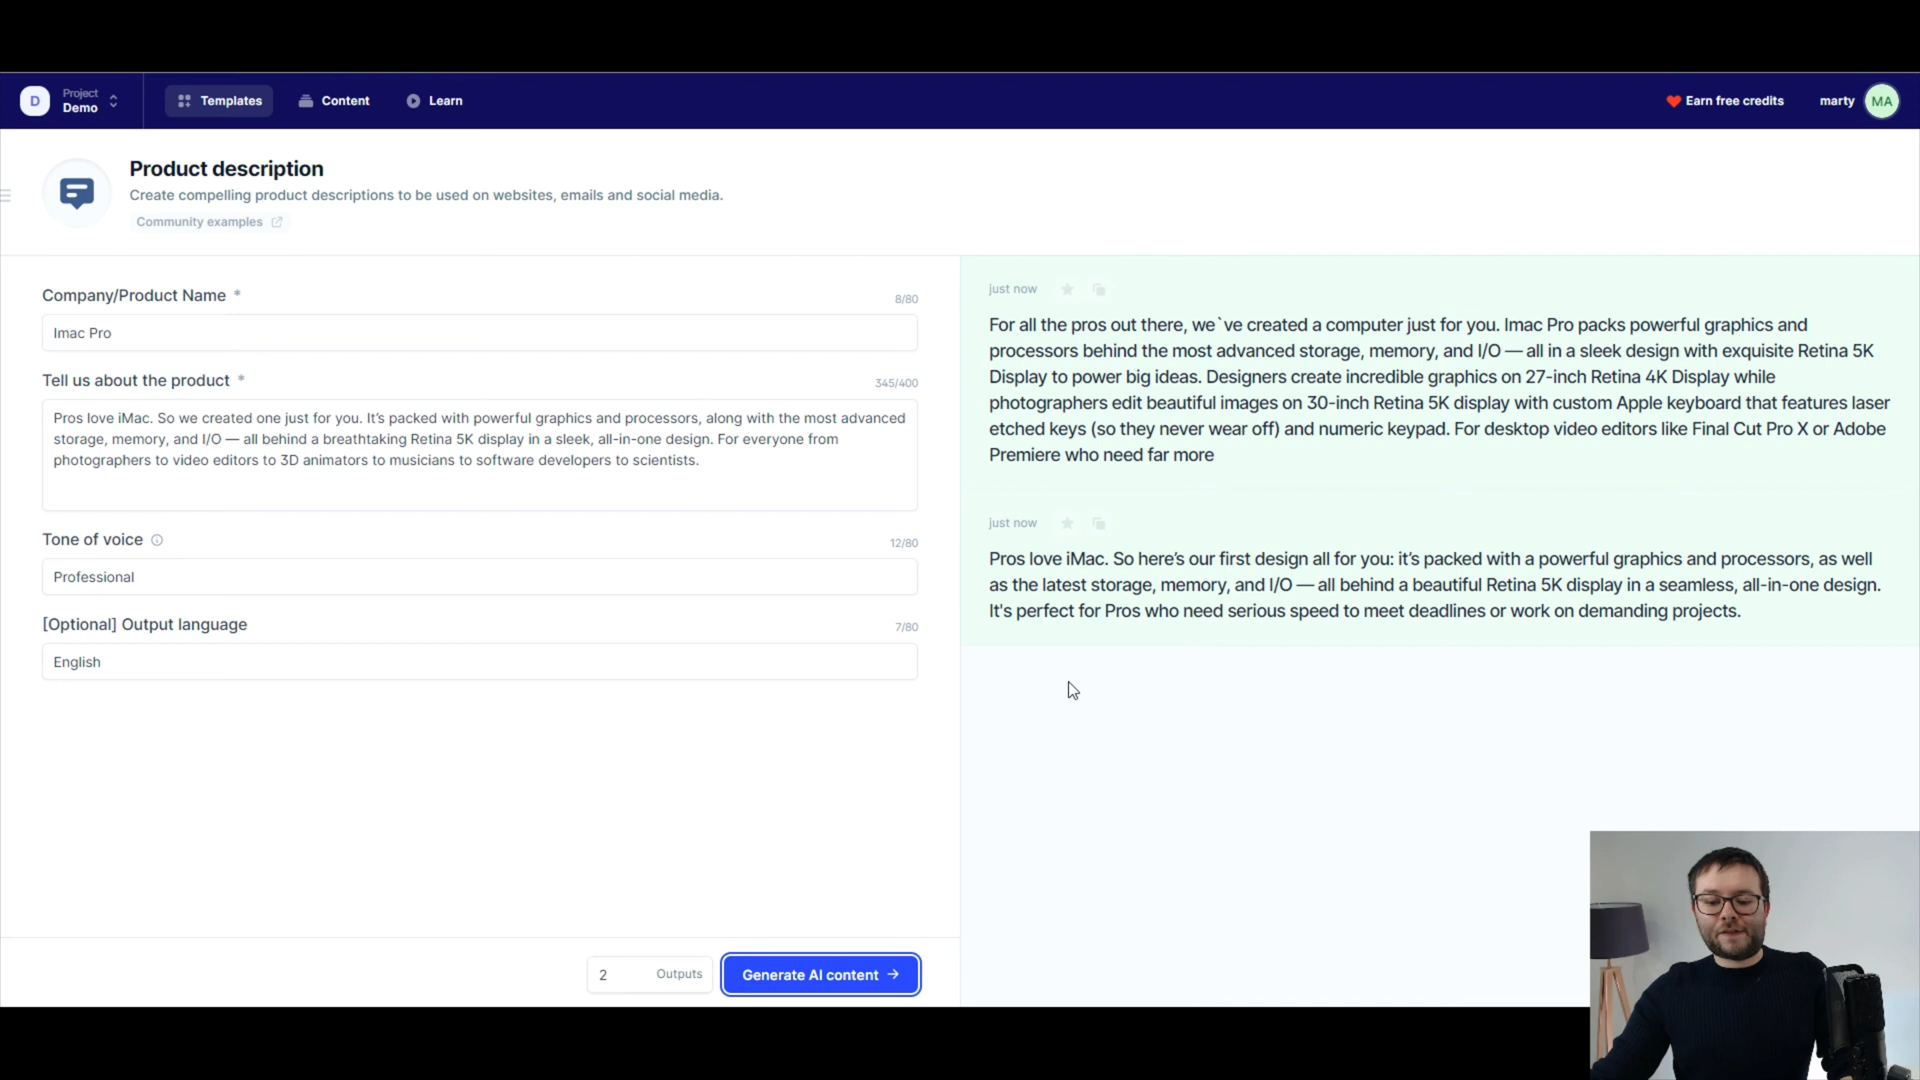 D
Project
Demo
Templates
Content
Learn
Earn free credits
marty
MA
Product description
Create compelling product descriptions to be used on websites, emails and social media.
Community examples
Company/Product Name *
8/80
Imac Pro
Tell us about the product *
345/400
Pros love iMac. So we created one just for you. It's packed with powerful graphics and processors, along with the most advanced
storage, memory, and I/O — all behind a breathtaking Retina 5K display in a sleek, all-in-one design. For everyone from
photographers to video editors to 3D animators to musicians to software developers to scientists.
Tone of voice
12/80
Professional
[Optional] Output language
7/80
English
2
Outputs
Generate AI content →
just now
For all the pros out there, we`ve created a computer just for you. Imac Pro packs powerful graphics and
processors behind the most advanced storage, memory, and I/O — all in a sleek design with exquisite Retina 5K
Display to power big ideas. Designers create incredible graphics on 27-inch Retina 4K Display while
photographers edit beautiful images on 30-inch Retina 5K display with custom Apple keyboard that features laser
etched keys (so they never wear off) and numeric keypad. For desktop video editors like Final Cut Pro X or Adobe
Premiere who need far more
just now
Pros love iMac. So here's our first design all for you: it's packed with a powerful graphics and processors, as well
as the latest storage, memory, and I/O — all behind a beautiful Retina 5K display in a seamless, all-in-one design.
It's perfect for Pros who need serious speed to meet deadlines or work on demanding projects.